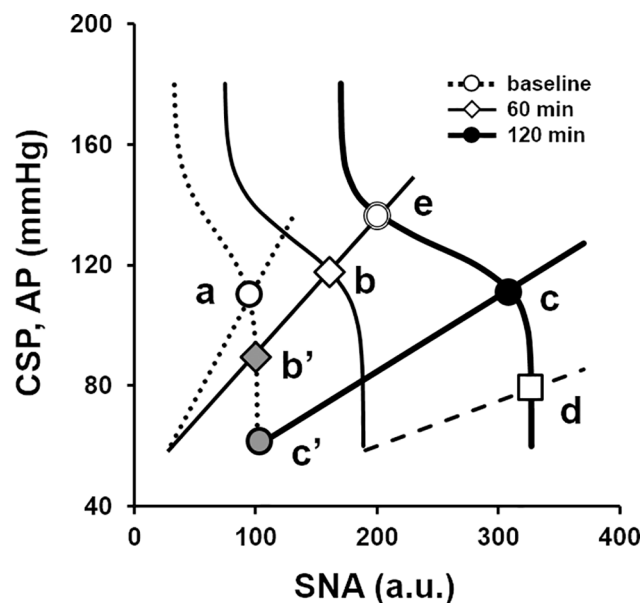 200
160
120
80
40
CSP, AP (mmHg)
baseline
60 min
120 min
a
b
b’
c
c’
d
e
0
100
200
300
400
SNA (a.u.)